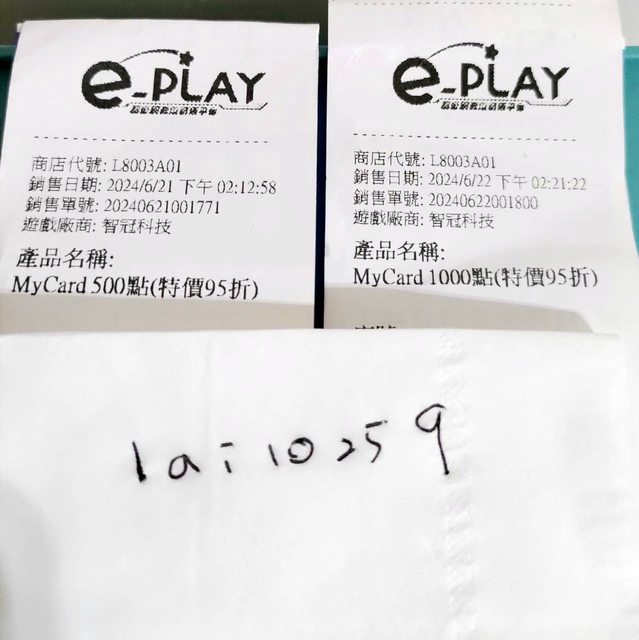 e-PLAY
商店代號: L8003A01
銷售日期: 2024/6/21 下午 02:12:58
銷售單號: 20240621001771
遊戲廠商: 智冠科技
產品名稱:
MyCard 500點(特價95折)
e-PLAY
商店代號: L8003A01
銷售日期: 2024/6/22 下午 02:21:22
銷售單號: 20240622001800
遊戲廠商: 智冠科技
產品名稱:
MyCard 1000點(特價95折)
lai10259